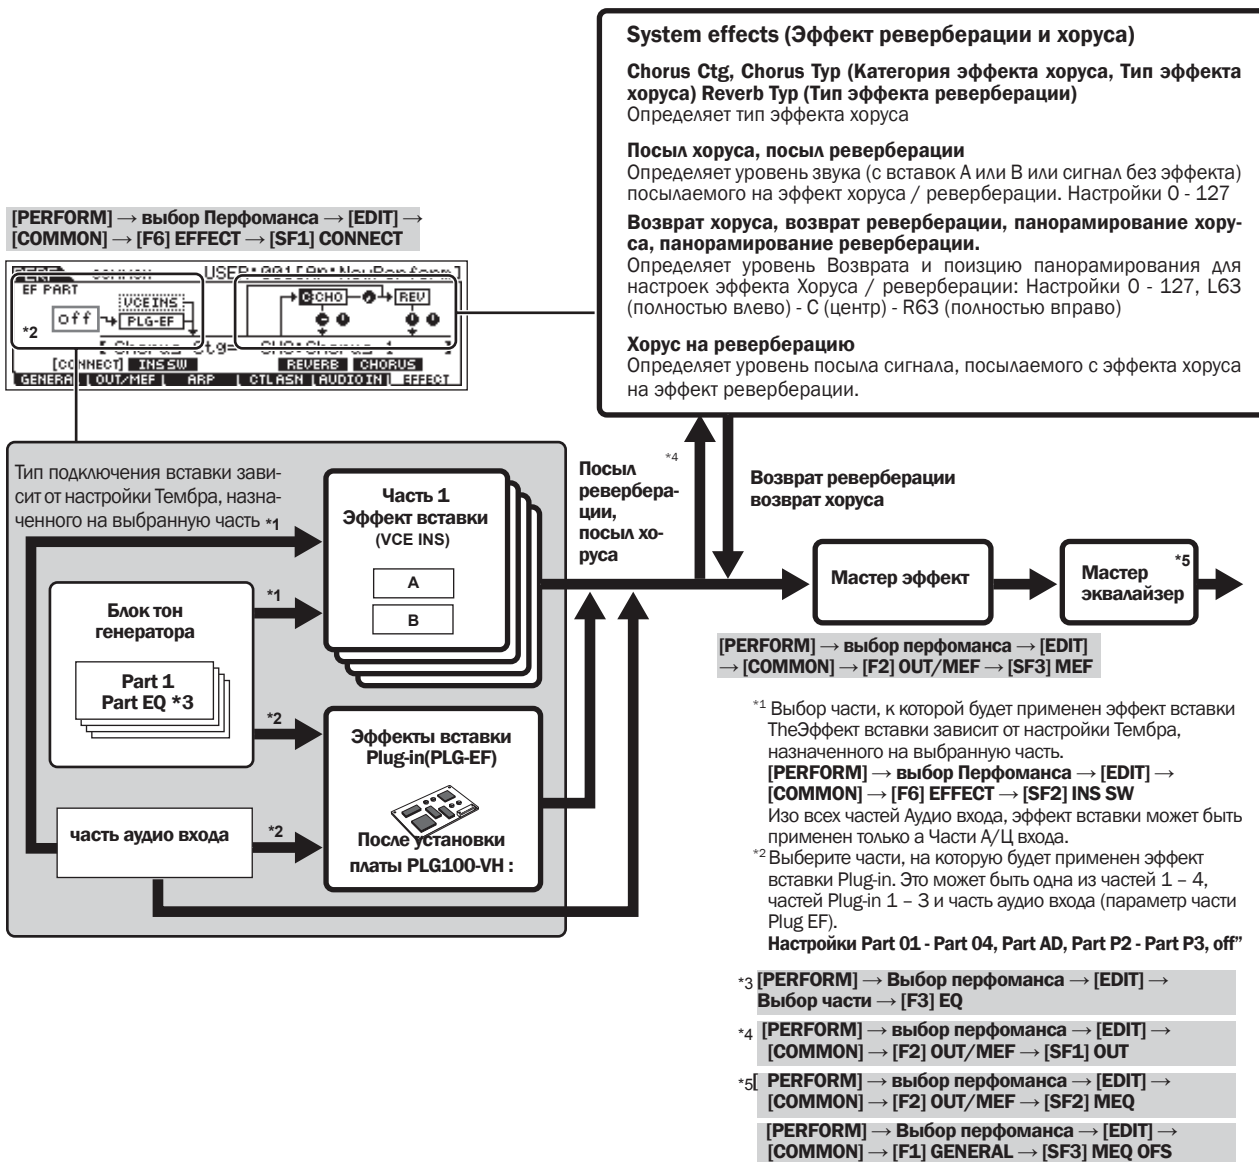 System effects (Эффект реверберации и хоруса)
Chorus Ctg, Chorus Typ (Категория эффекта хоруса, Тип эффекта
хоруса) Reverb Typ (Тип эффекта реверберации)
Определяет тип эффекта хоруса
Посыл хоруса, посыл реверберации
Определяет уровень звука (с вставок А или В или сигнал без эффекта)
посылаемого на эффект хоруса / реверберации. Настройки 0 - 127
Возврат хоруса, возврат реверберации, панорамирование хору-
са, панорамирование реверберации.
Определяет уровень Возврата и поизцию панорамирования для
настроек эффекта Хоруса / реверберации: Настройки 0 - 127, L63
(полностью влево) - C (центр) - R63 (полностью вправо)
Хорус на реверберацию
Определяет уровень посыла сигнала, посылаемого с эффекта хоруса
на эффект реверберации.
[PERFORM] → выбор Перфоманса → [EDIT] →
[COMMON] → [F6] EFFECT → [SF1] CONNECT
PERF COMMON USER:001[An:NewPerform]
EF PART
VCEINS
off
PLG-EF
*2
CHO
REV
[CONNECT] INSSW REVERB CHORUS
GENERAL OUT/MEF ARP CTLASN AUDIOIN EFFECT
Тип подключения вставки зави-
сит от настройки Тембра, назна-
ченного на выбранную часть *1
Часть 1
Эффект вставки
(VCE INS)
A
B
Блок тон
генератора
*1
Part 1
Part EQ *3
*2
Эффекты вставки
Plug-in(PLG-EF)
После установки
платы PLG100-VH :
часть аудио входа
*2
Посыл
ревербера-
ции,
посыл хо-
руса
*4
Возврат реверберации
возврат хоруса
Мастер эффект
Мастер
эквалайзер
*5
[PERFORM] → выбор перфоманса → [EDIT]
→ [COMMON] → [F2] OUT/MEF → [SF3] MEF
*1 Выбор части, к которой будет применен эффект вставки
TheЭффект вставки зависит от настройки Тембра,
назначенного на выбранную часть.
[PERFORM] → выбор Перфоманса → [EDIT] →
[COMMON] → [F6] EFFECT → [SF2] INS SW
Изо всех частей Аудио входа, эффект вставки может быть
применен только а Части А/Ц входа.
*2 Выберите части, на которую будет применен эффект
вставки Plug-in. Это может быть одна из частей 1 – 4,
частей Plug-in 1 – 3 и часть аудио входа (параметр части
Plug EF).
Настройки Part 01 - Part 04, Part AD, Part P2 - Part P3, off”
*3 [PERFORM] → Выбор перфоманса → [EDIT] →
Выбор части → [F3] EQ
*4 [PERFORM] → выбор перфоманса → [EDIT] →
[COMMON] → [F2] OUT/MEF → [SF1] OUT
*5[ PERFORM] → выбор перфоманса → [EDIT] →
[COMMON] → [F2] OUT/MEF → [SF2] MEQ
[PERFORM] → Выбор перфоманса → [EDIT] →
[COMMON] → [F1] GENERAL → [SF3] MEQ OFS